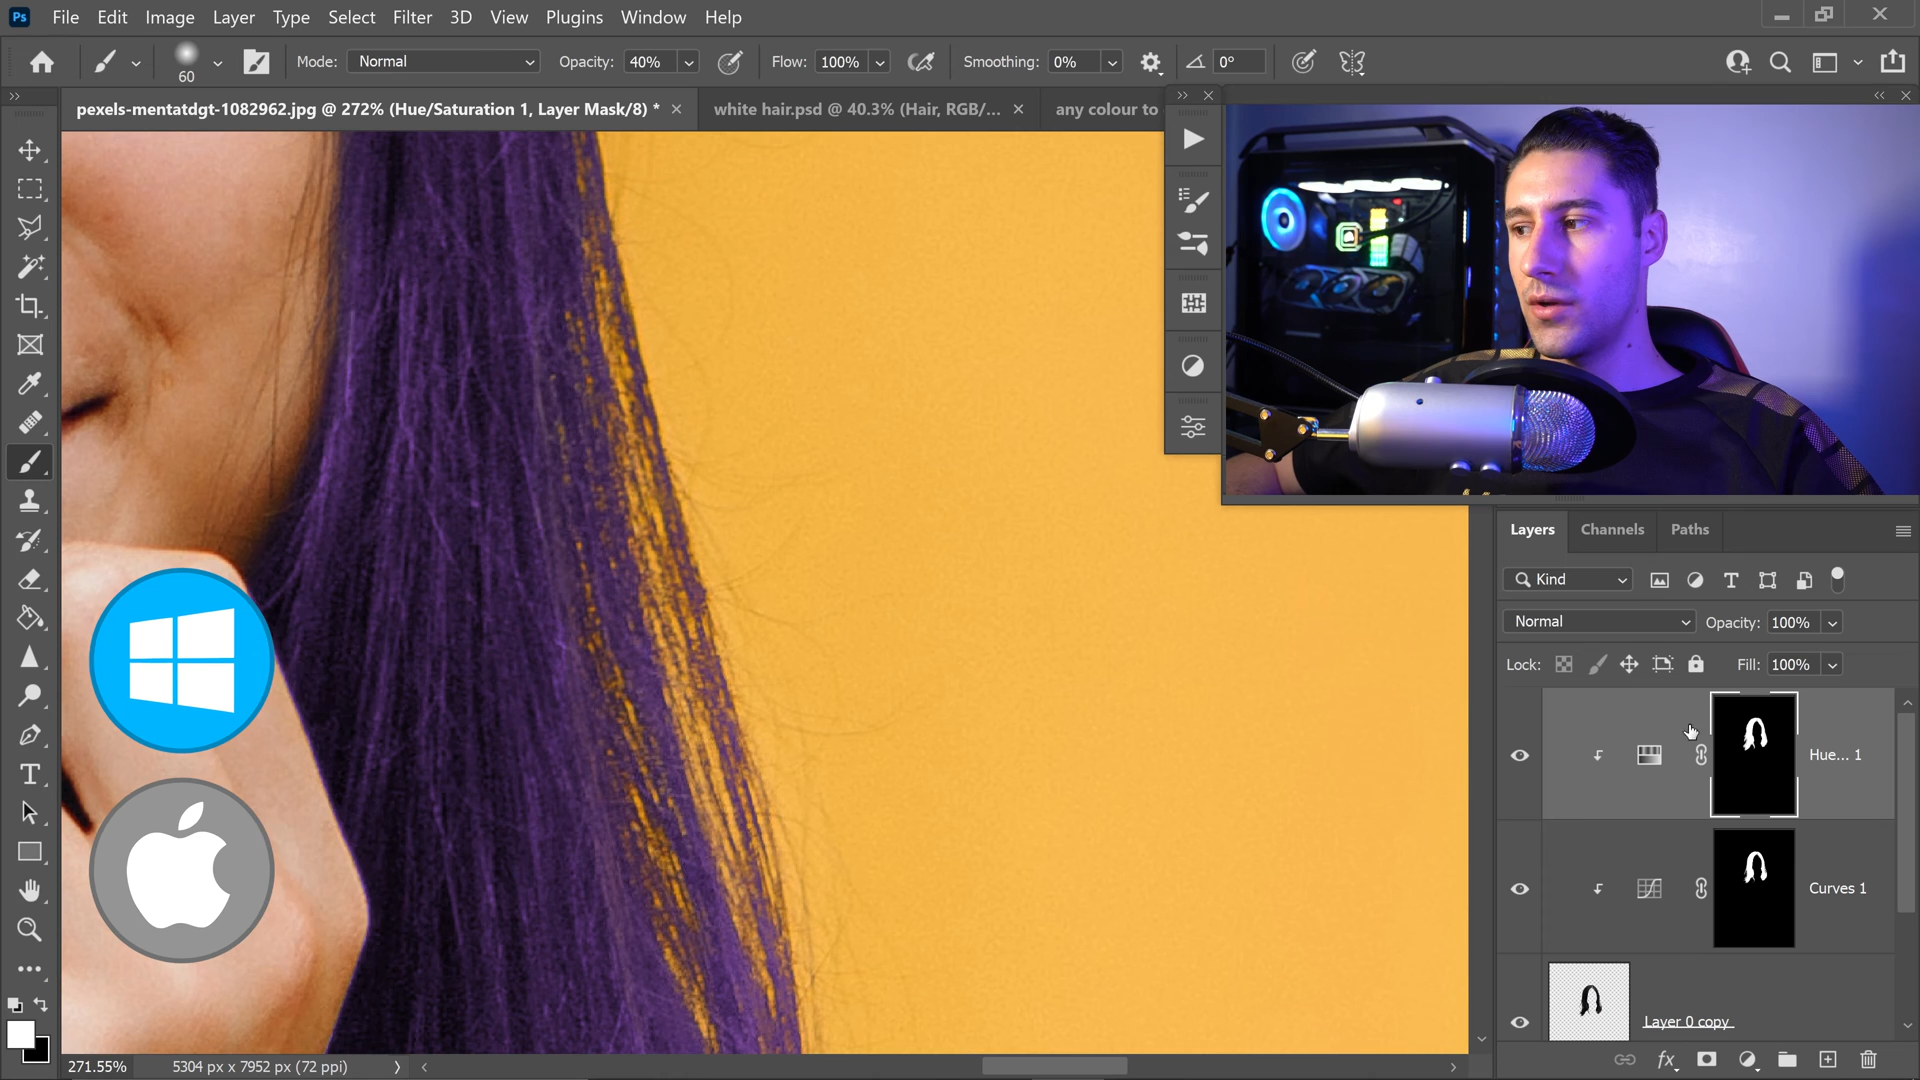 Ps File Edit Image Layer Select Type Filter 3D View Plugins Window Help
60 Mode: Normal Opacity: 40% Flow: 100% Smoothing: 0% 0°
pexels-mentatdgt-1082962.jpg @ 272% (Hue/Saturation 1, Layer Mask/8) * white hair.psd @ 40.3% (Hair, RGB/... any colour to
Layers Channels Paths
Kind
Normal Opacity: 100%
Lock: Fill: 100%
Hue... 1
Curves 1
Layer 0 copy
fx
271.55% 5304 px x 7952 px (72 ppi)